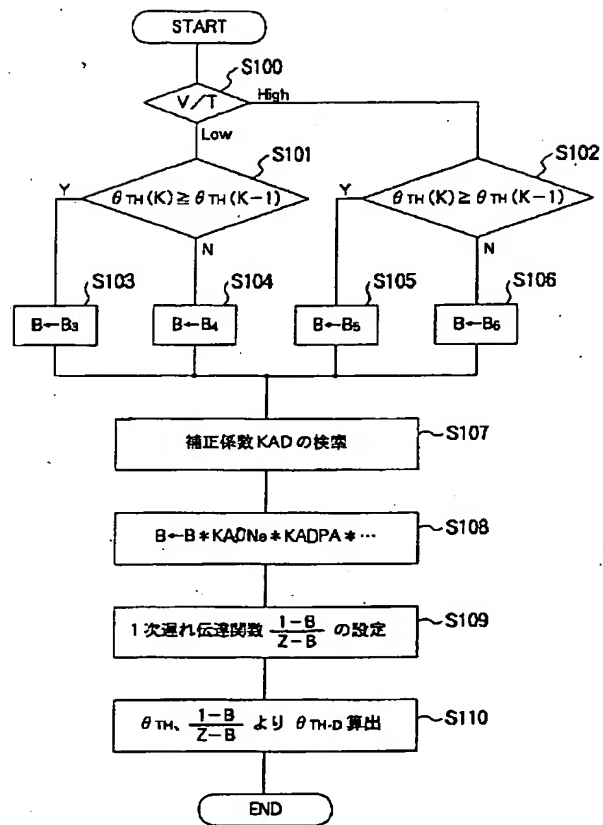 START
S100
V/T
High
Low
S101
S102
Y
θTH(K)≧θTH(K-1)
Y
θTH(K)≧θTH(K-1)
N
N
S103
S104
S105
S106
B←B3
B←B4
B←B5
B←B6
補正係数 KAD の検索
S107
B←B*KADNe*KADPA*…
S108
1次遅れ伝達関数 1-B/Z-B の設定
S109
θTH、1-B/Z-B より θTH-D 算出
S110
END